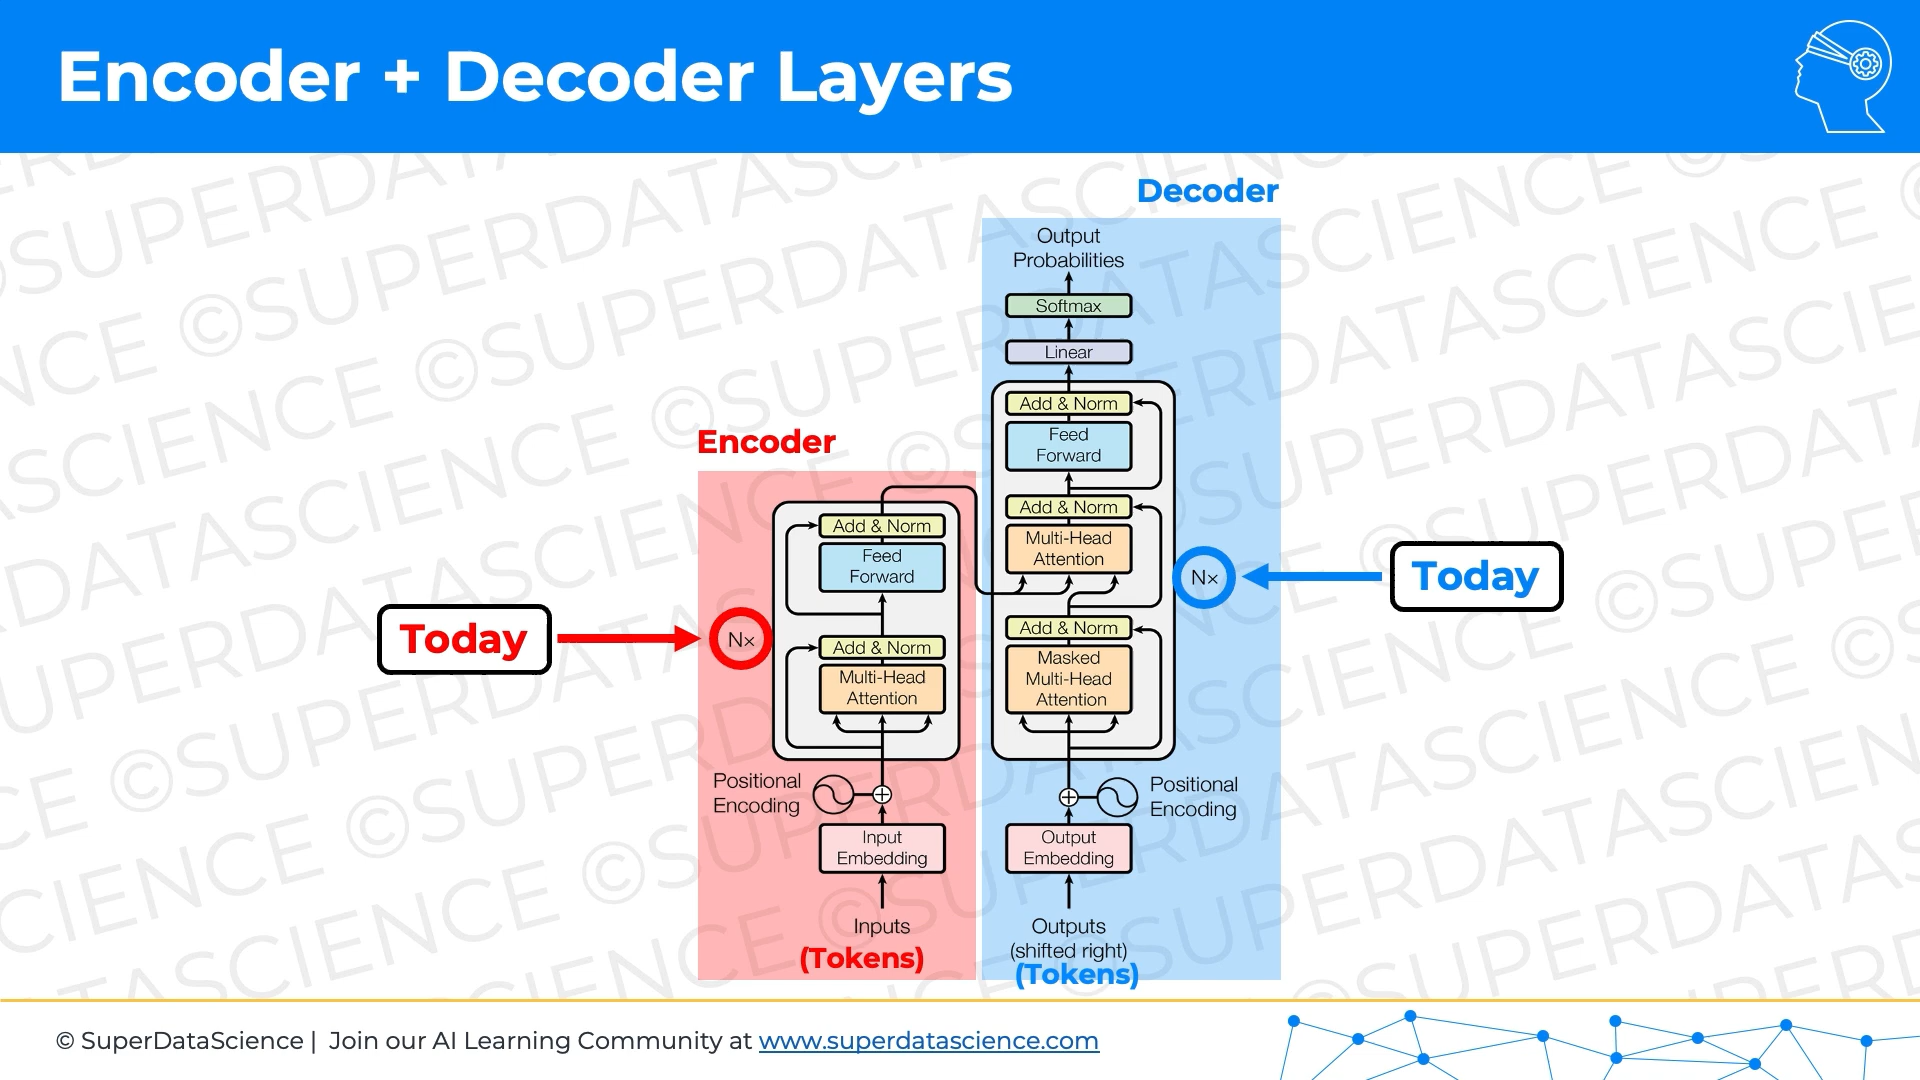 Encoder + Decoder Layers
Decoder
Output
Probabilities
Softmax
Linear
Add & Norm
Feed
Forward
Add & Norm
Multi-Head
Attention
Nx
Today
Add & Norm
Masked
Multi-Head
Attention
Positional
Encoding
Output
Embedding
Outputs
(shifted right)
(Tokens)
Encoder
Add & Norm
Feed
Forward
Today
Nx
Add & Norm
Multi-Head
Attention
Positional
Encoding
Input
Embedding
Inputs
(Tokens)
©SUPERDATASCIENCE
© SuperDataScience | Join our AI Learning Community at www.superdatascience.com